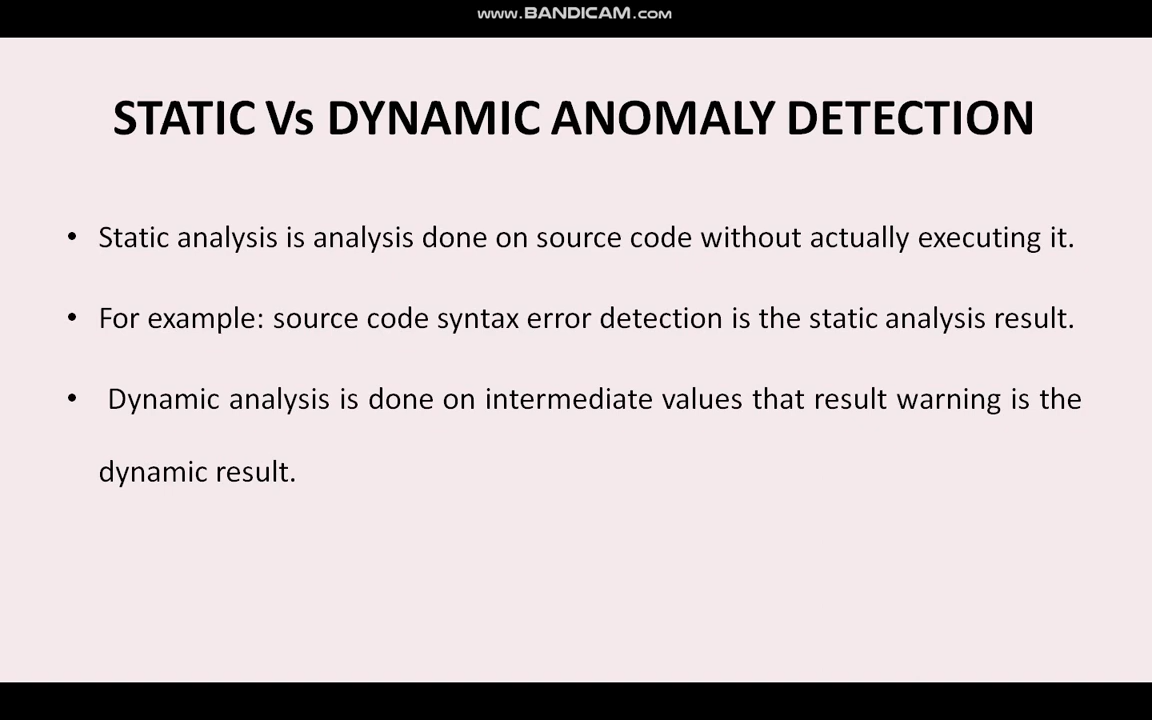 www.BANDICAM.com
STATIC Vs DYNAMIC ANOMALY DETECTION
• Static analysis is analysis done on source code without actually executing it.
• For example: source code syntax error detection is the static analysis result.
• Dynamic analysis is done on intermediate values that result warning is the
dynamic result.